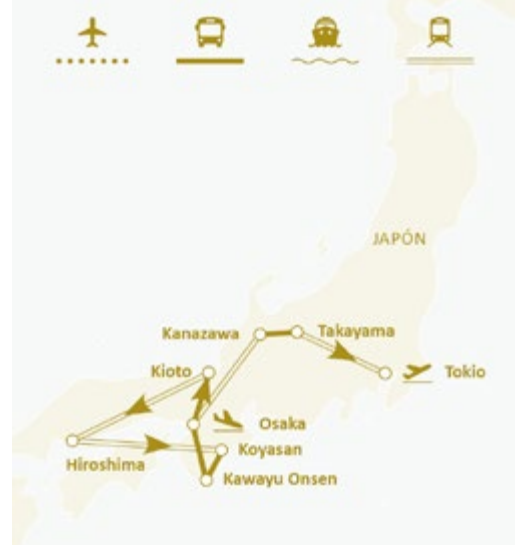 JAPÓN
Kanazawa
Takayama
Kioto
Tokio
Osaka
Koyasan
Hiroshima
Kawayu Onsen